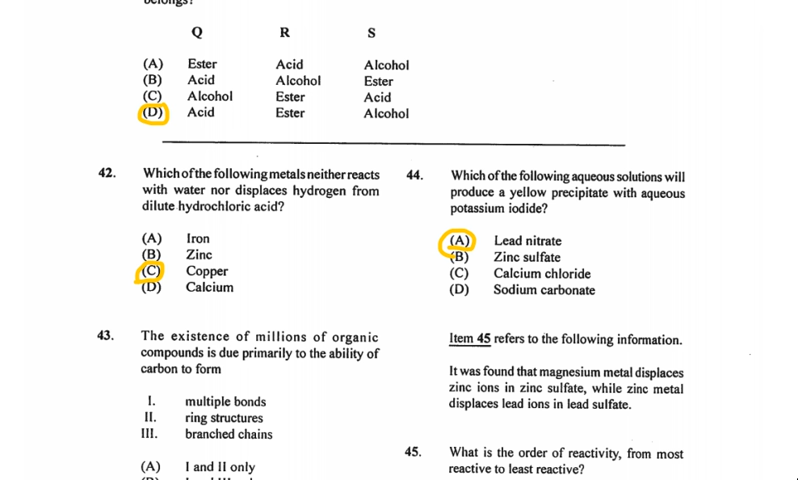 belongs?
Q R S
(A) Ester Acid Alcohol
(B) Acid Alcohol Ester
(C) Alcohol Ester Acid
(D) Acid Ester Alcohol
42. Which of the following metals neither reacts
with water nor displaces hydrogen from
dilute hydrochloric acid?
(A) Iron
(B) Zinc
(C) Copper
(D) Calcium
43. The existence of millions of organic
compounds is due primarily to the ability of
carbon to form
I. multiple bonds
II. ring structures
III. branched chains
(A) I and II only
44. Which of the following aqueous solutions will
produce a yellow precipitate with aqueous
potassium iodide?
(A) Lead nitrate
(B) Zinc sulfate
(C) Calcium chloride
(D) Sodium carbonate
Item 45 refers to the following information.
It was found that magnesium metal displaces
zinc ions in zinc sulfate, while zinc metal
displaces lead ions in lead sulfate.
45. What is the order of reactivity, from most
reactive to least reactive?